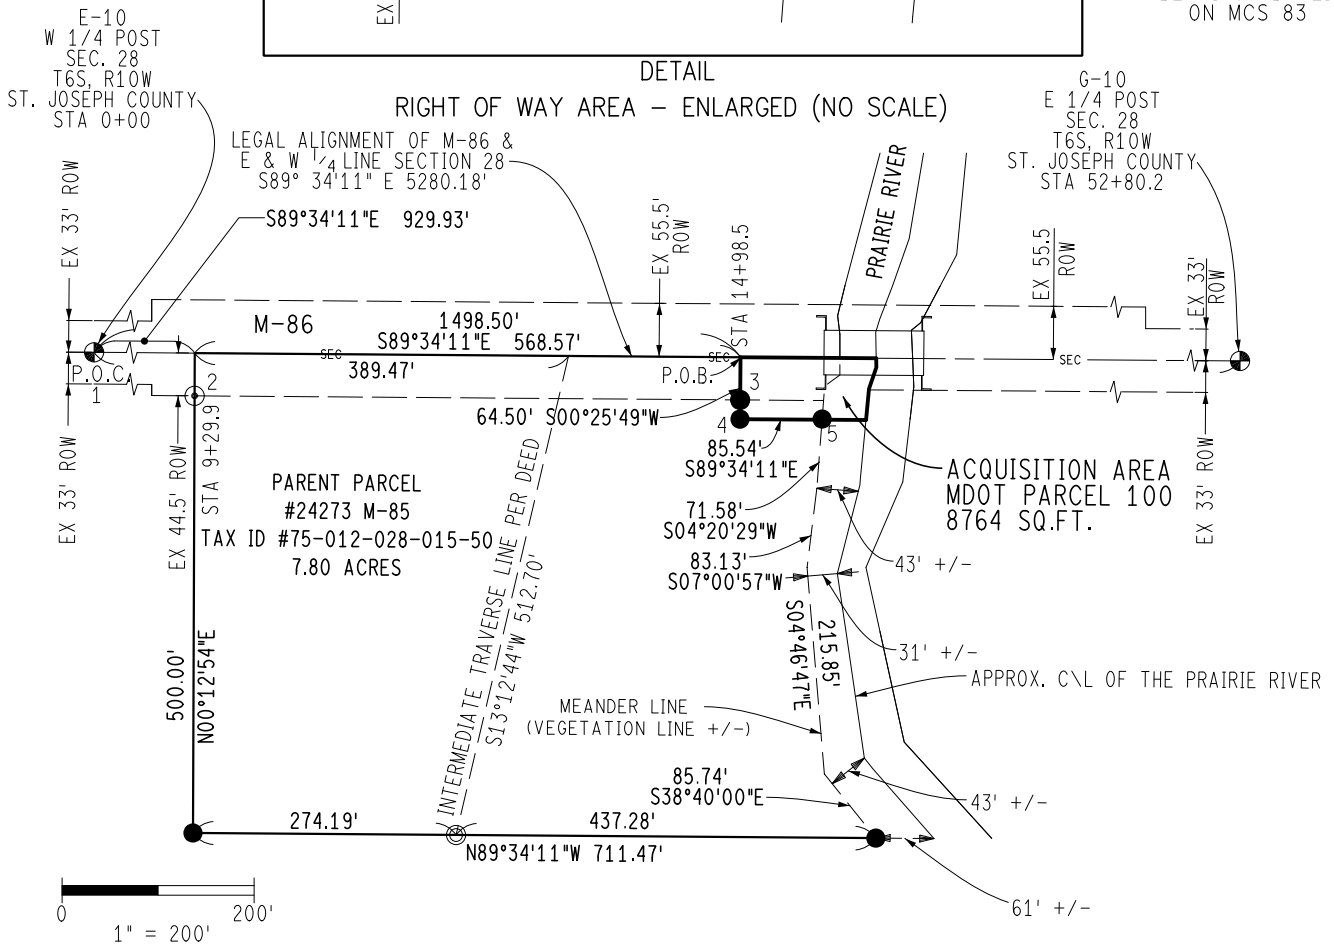 EX
ON MCS 83
E-10
W 1/4 POST
SEC. 28
T6S, R10W
ST. JOSEPH COUNTY
STA 0+00
DETAIL
RIGHT OF WAY AREA – ENLARGED (NO SCALE)
G-10
E 1/4 POST
SEC. 28
T6S, R10W
ST. JOSEPH COUNTY
STA 52+80.2
LEGAL ALIGNMENT OF M-86 &
E & W 1/4 LINE SECTION 28
S89° 34'11" E 5280.18'
S89°34'11"E 929.93'
EX 33' ROW
EX 55.5'
ROW
STA 14+98.5
PRAIRIE RIVER
EX 55.5
ROW
EX 33'
ROW
M-86
1498.50'
S89°34'11"E 568.57'
SEC
389.47'
SEC
SEC
P.O.C.
1
2
P.O.B.
3
64.50' S00°25'49"W
4
5
85.54'
S89°34'11"E
EX 33' ROW
EX 44.5' ROW
STA 9+29.9
PARENT PARCEL
#24273 M-85
TAX ID #75-012-028-015-50
7.80 ACRES
INTERMEDIATE TRAVERSE LINE PER DEED
S13°12'44"W 512.70'
ACQUISITION AREA
MDOT PARCEL 100
8764 SQ.FT.
EX 33' ROW
71.58'
S04°20'29"W
83.13'
S07°00'57"W
43' +/-
31' +/-
215.85'
S04°46'47"E
APPROX. C\L OF THE PRAIRIE RIVER
500.00'
N00°12'54"E
MEANDER LINE
(VEGETATION LINE +/-)
85.74'
S38°40'00"E
43' +/-
274.19'
437.28'
N89°34'11"W 711.47'
61' +/-
0
200'
1" = 200'